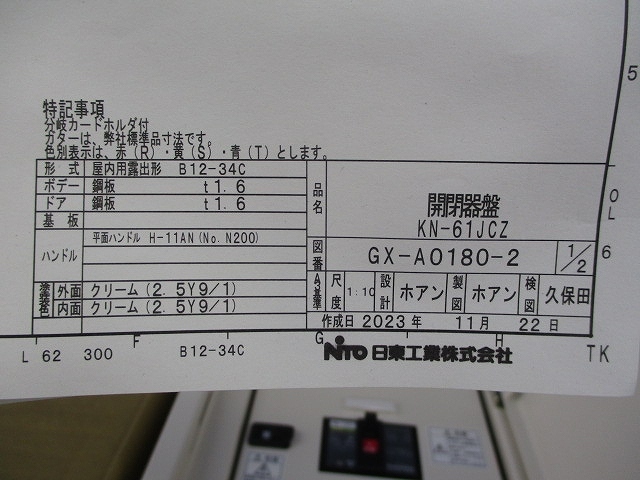 特記事項
分岐カードホルダ付
ガターは、弊社標準品寸法です。
色別表示は、赤(R)・黄(S)・青(T)とします。
形 式 屋内用露出形 B12-34C
ボデー 鋼板 t1.6
ドア 鋼板 t1.6
基 板
ハンドル 平面ハンドル H-11AN(No.N200)
塗装色 外面 クリーム(2.5Y9/1)
内面 クリーム(2.5Y9/1)
品名 開閉器盤
KN-61JCZ
図番 GX-A0180-2 1/2
A3基準 尺度 1:10 設計 ホアン 製図 ホアン 検図 久保田
作成日 2023年 11月 22日
5
OL
6
F G H
L 62 300 B12-34C NITO 日東工業株式会社 TK